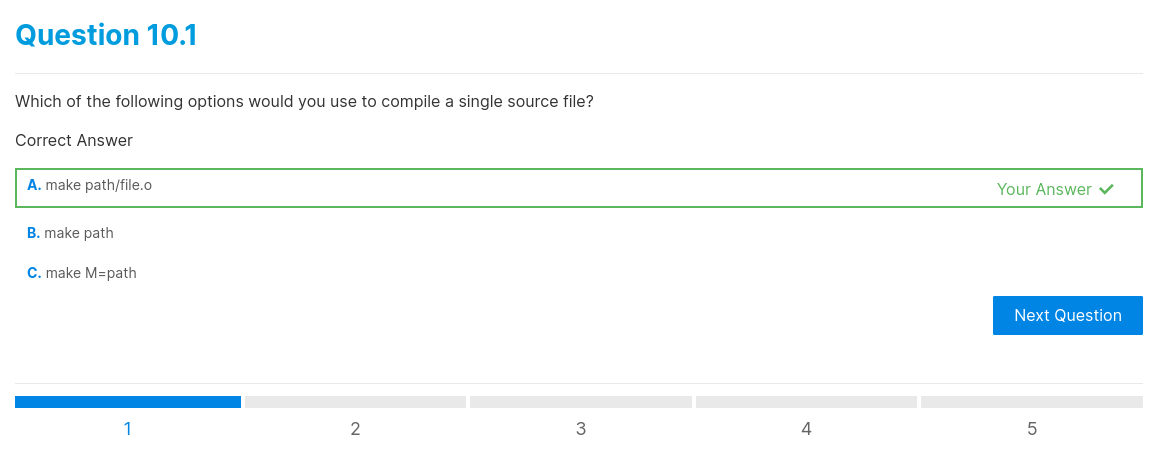 Question 10.1
Which of the following options would you use to compile a single source file?
Correct Answer
A. make path/file.o
Your Answer ✓
B. make path
C. make M=path
Next Question
1 2 3 4 5